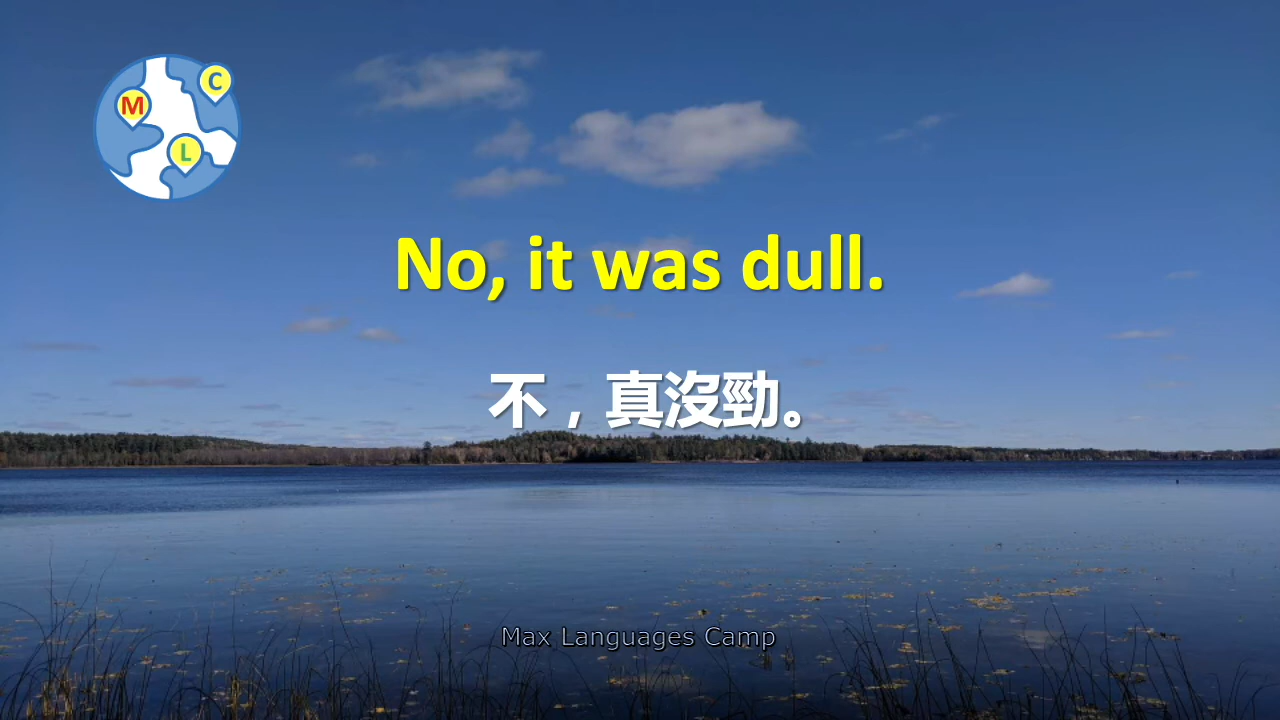 C
M
L
No, it was dull.
不，真沒勁。
Max Languages Camp